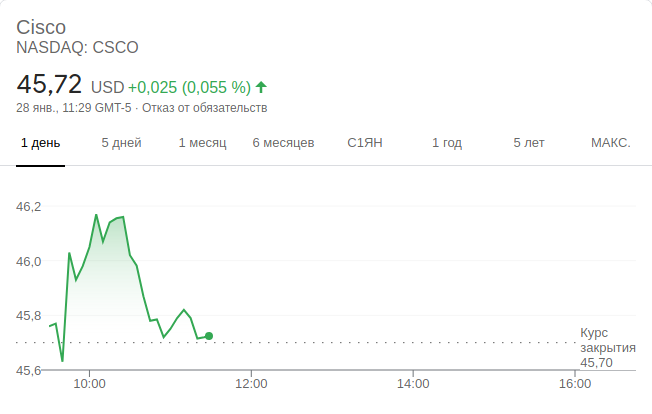 Cisco
NASDAQ: CSCO
45,72 USD +0,025 (0,055 %)
28 янв., 11:29 GMT-5 · Отказ от обязательств
1 день 5 дней 1 месяц 6 месяцев С1ЯН 1 год 5 лет МАКС.
46,2
46,0
45,8
Курс
закрытия
45,70
45,6
10:00 12:00 14:00 16:00